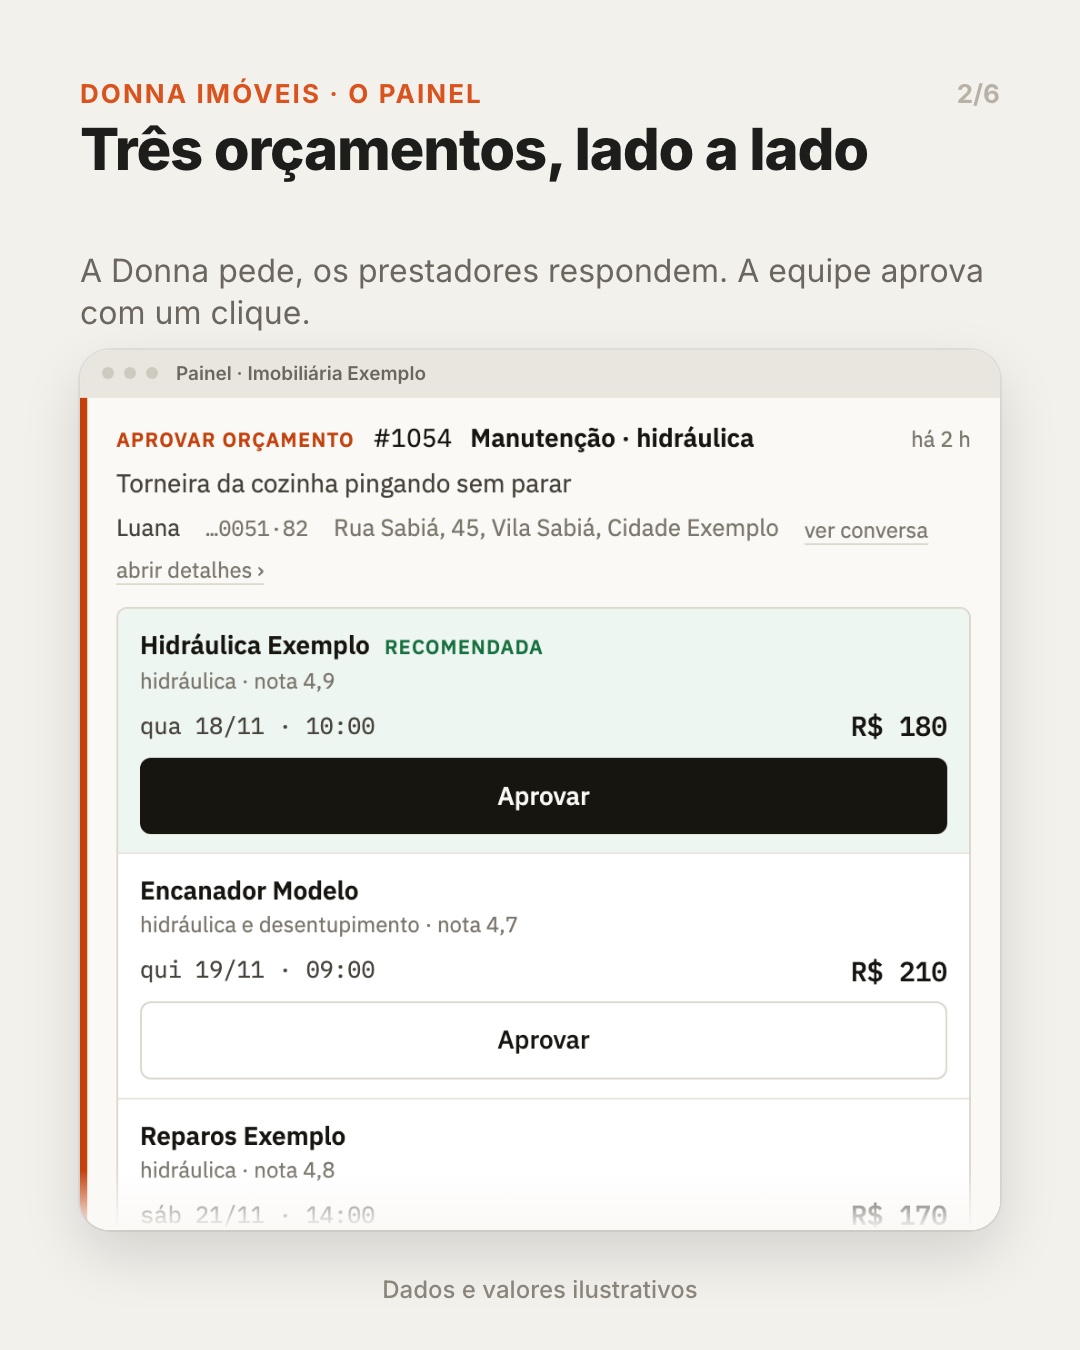 DONNA IMÓVEIS · O PAINEL 2/6
Três orçamentos, lado a lado
A Donna pede, os prestadores respondem. A equipe aprova
com um clique.
Painel · Imobiliária Exemplo
APROVAR ORÇAMENTO #1054 Manutenção · hidráulica há 2 h
Torneira da cozinha pingando sem parar
Luana …0051·82 Rua Sabiá, 45, Vila Sabiá, Cidade Exemplo ver conversa
abrir detalhes ›
Hidráulica Exemplo RECOMENDADA
hidráulica · nota 4,9
qua 18/11 · 10:00 R$ 180
Aprovar
Encanador Modelo
hidráulica e desentupimento · nota 4,7
qui 19/11 · 09:00 R$ 210
Aprovar
Reparos Exemplo
hidráulica · nota 4,8
sáb 21/11 · 14:00 R$ 170
Dados e valores ilustrativos